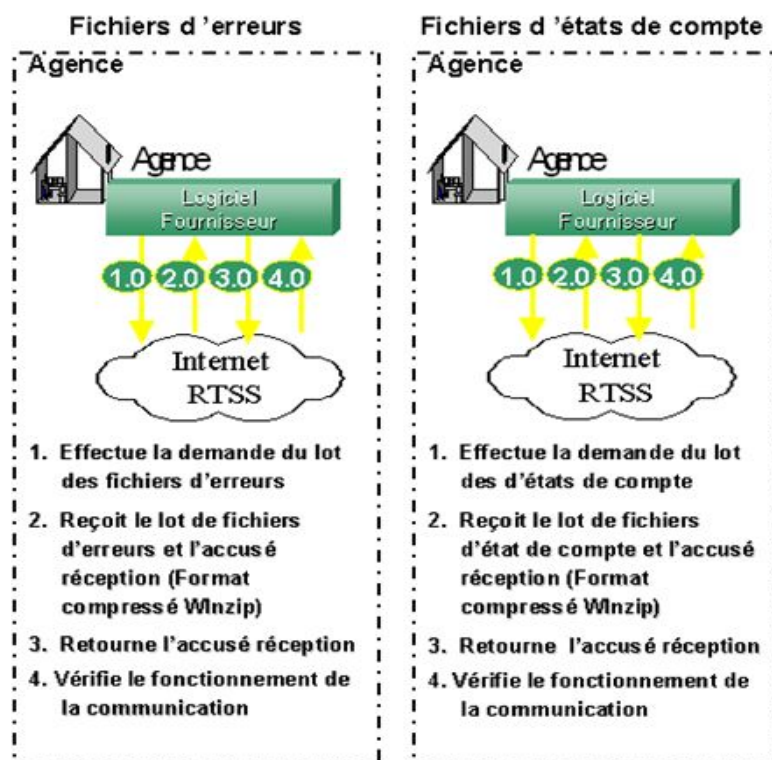 Fichiers d 'erreurs
Agence
Agence
Logiciel
Fournisseur
1.0 2.0 3.0 4.0
Internet
RTSS
1. Effectue la demande du lot
des fichiers d'erreurs
2. Reçoit le lot de fichiers
d'erreurs et l'accusé
réception (Format
compressé WInzip)
3. Retourne l'accusé réception
4. Vérifie le fonctionnement de
la communication
Fichiers d 'états de compte
Agence
Agence
Logiciel
Fournisseur
1.0 2.0 3.0 4.0
Internet
RTSS
1. Effectue la demande du lot
des d'états de compte
2. Reçoit le lot de fichiers
d'état de compte et l'accusé
réception (Format
compressé WInzip)
3. Retourne l'accusé réception
4. Vérifie le fonctionnement de
la communication